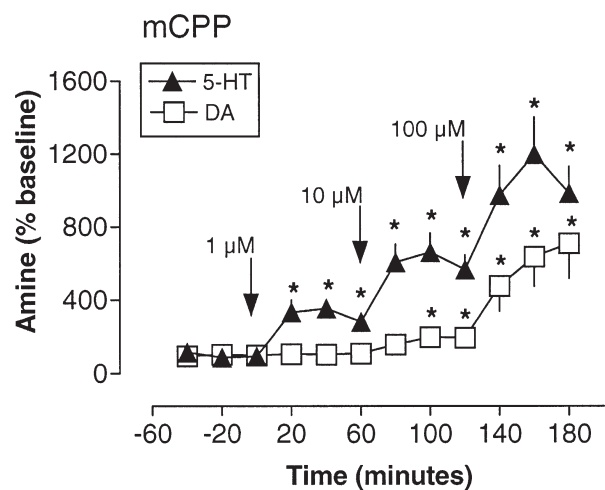 mCPP
5-HT
DA
1600
1200
800
400
0
Amine (% baseline)
1 µM
10 µM
100 µM
* * * * * * * * *
* * * * *
-60 -20 20 60 100 140 180
Time (minutes)